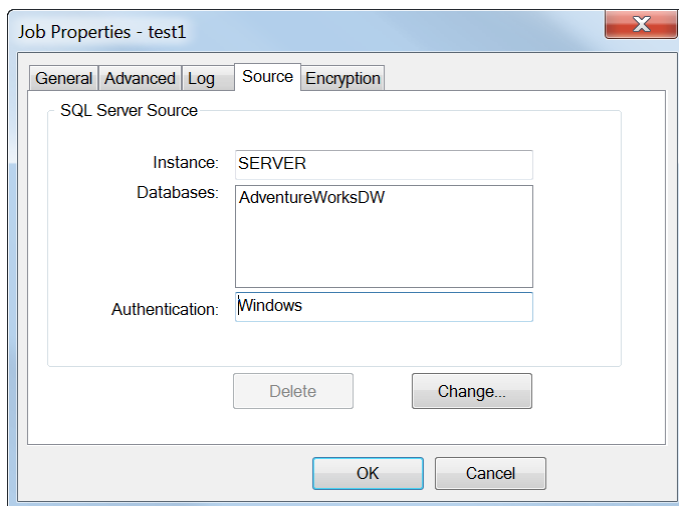 Job Properties - test1
X
General Advanced Log Source Encryption
SQL Server Source
Instance: SERVER
Databases: AdventureWorksDW
Authentication: Windows
Delete Change...
OK Cancel